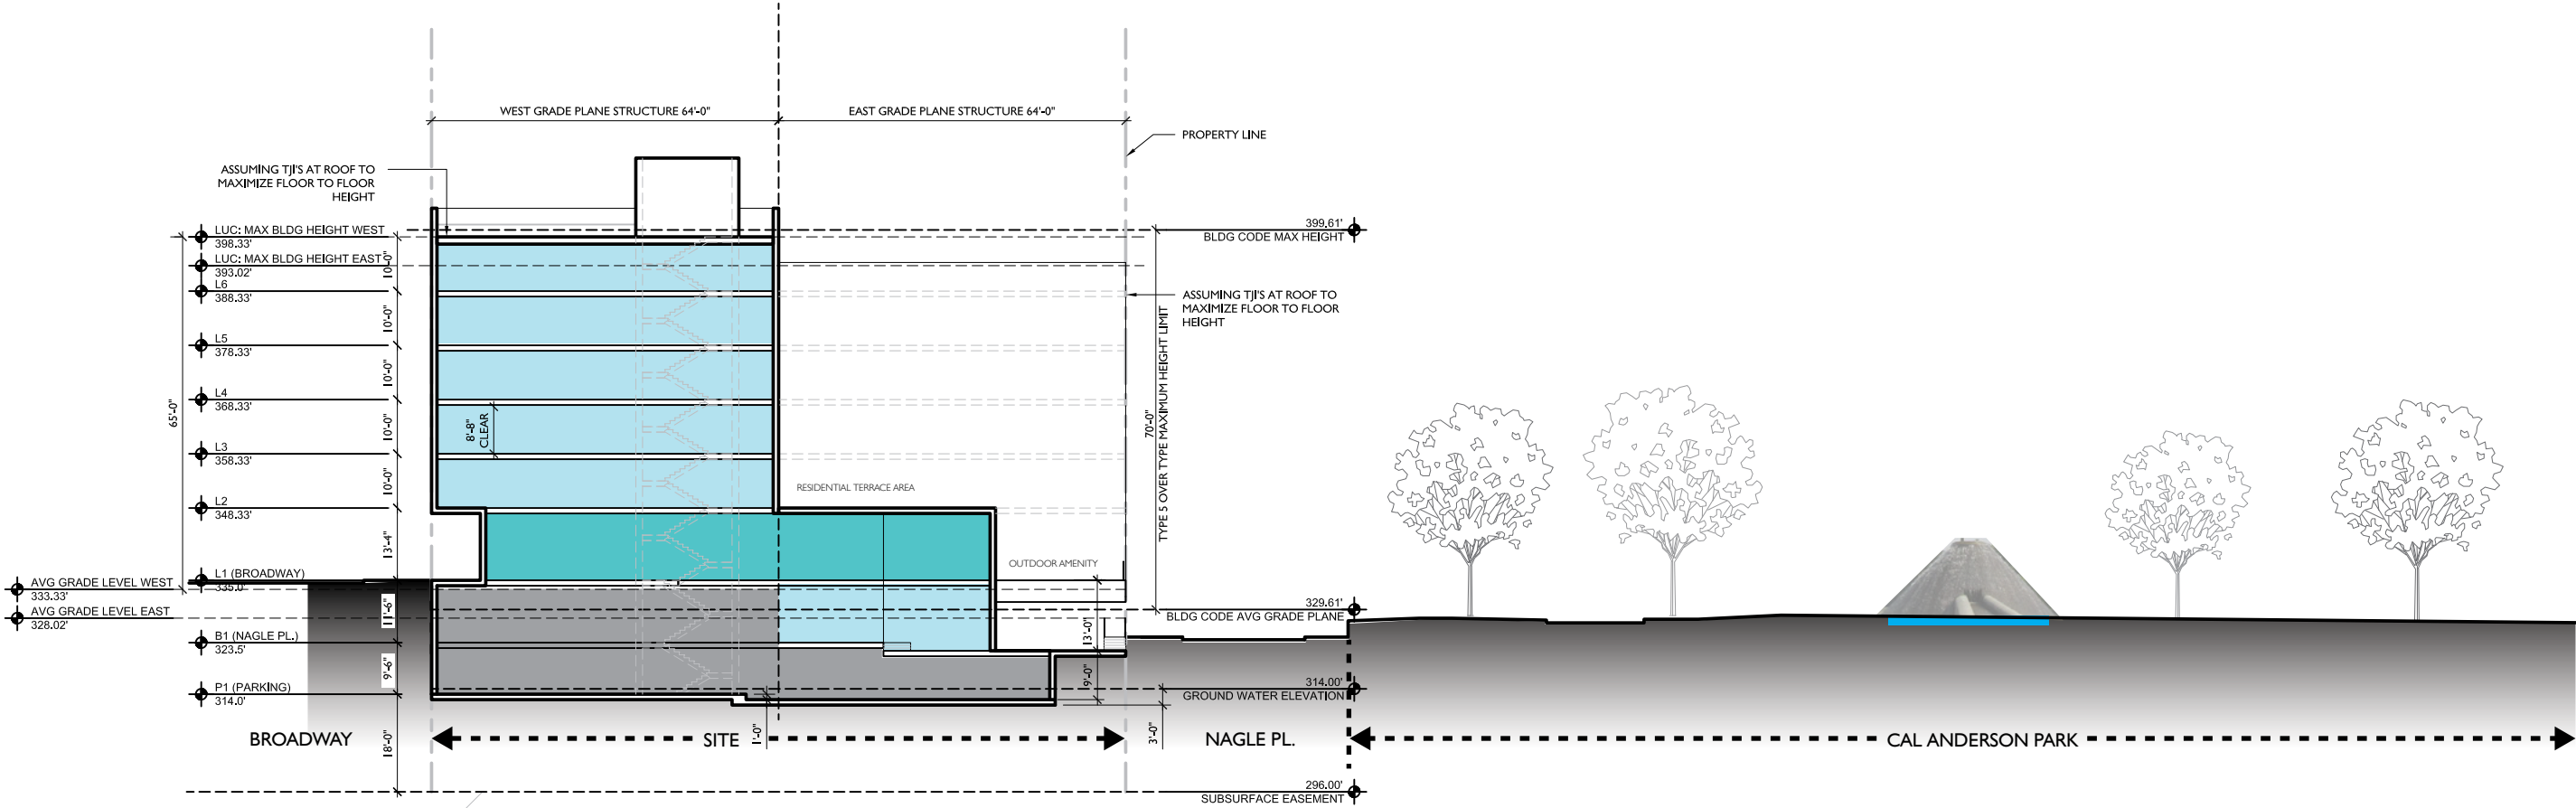 WEST GRADE PLANE STRUCTURE 64'-0"
EAST GRADE PLANE STRUCTURE 64'-0"
PROPERTY LINE
ASSUMING TJI'S AT ROOF TO
MAXIMIZE FLOOR TO FLOOR
HEIGHT
LUC: MAX BLDG HEIGHT WEST
398.33'
LUC: MAX BLDG HEIGHT EAST
393.02'
L6
388.33'
L5
378.33'
L4
368.33'
L3
358.33'
L2
348.33'
L1 (BROADWAY)
335.0'
AVG GRADE LEVEL WEST
333.33'
AVG GRADE LEVEL EAST
328.02'
B1 (NAGLE PL.)
323.5'
P1 (PARKING)
314.0'
65'-0"
10'-0"
10'-0"
10'-0"
10'-0"
10'-0"
13'-4"
11'-6"
9'-6"
18'-0"
8'-8"
CLEAR
RESIDENTIAL TERRACE AREA
OUTDOOR AMENITY
13'-0"
9'-0"
1'-0"
3'-0"
70'-0"
TYPE 5 OVER TYPE MAXIMUM HEIGHT LIMIT
399.61'
BLDG CODE MAX HEIGHT
ASSUMING TJI'S AT ROOF TO
MAXIMIZE FLOOR TO FLOOR
HEIGHT
329.61'
BLDG CODE AVG GRADE PLANE
314.00'
GROUND WATER ELEVATION
296.00'
SUBSURFACE EASEMENT
BROADWAY
SITE
NAGLE PL.
CAL ANDERSON PARK